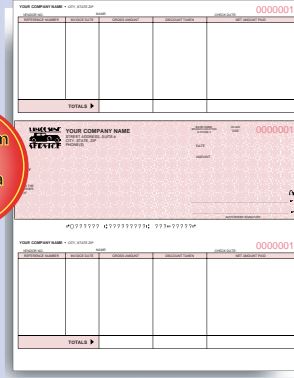 YOUR COMPANY NAME • CITY, STATE ZIP
0000001
VENDOR NO. NAME CHECK DATE
REFERENCE NUMBER INVOICE DATE GROSS AMOUNT DISCOUNT TAKEN NET AMOUNT PAID
TOTALS
LIMOUSINE
SERVICE
YOUR COMPANY NAME
STREET ADDRESS, SUITE #
CITY, STATE, ZIP
PHONE(S)
0000001
DATE
AMOUNT
AUTHORIZED SIGNATURE
YOUR COMPANY NAME • CITY, STATE ZIP
0000001
VENDOR NO. NAME CHECK DATE
REFERENCE NUMBER INVOICE DATE GROSS AMOUNT DISCOUNT TAKEN NET AMOUNT PAID
TOTALS